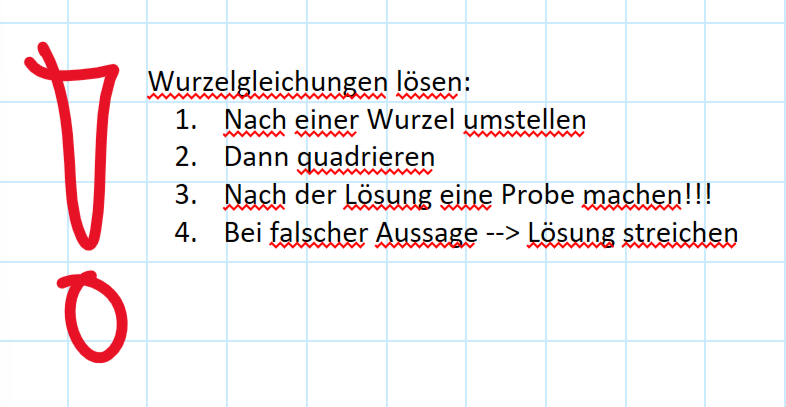 Wurzelgleichungen lösen:
1. Nach einer Wurzel umstellen
2. Dann quadrieren
3. Nach der Lösung eine Probe machen!!!
4. Bei falscher Aussage --> Lösung streichen